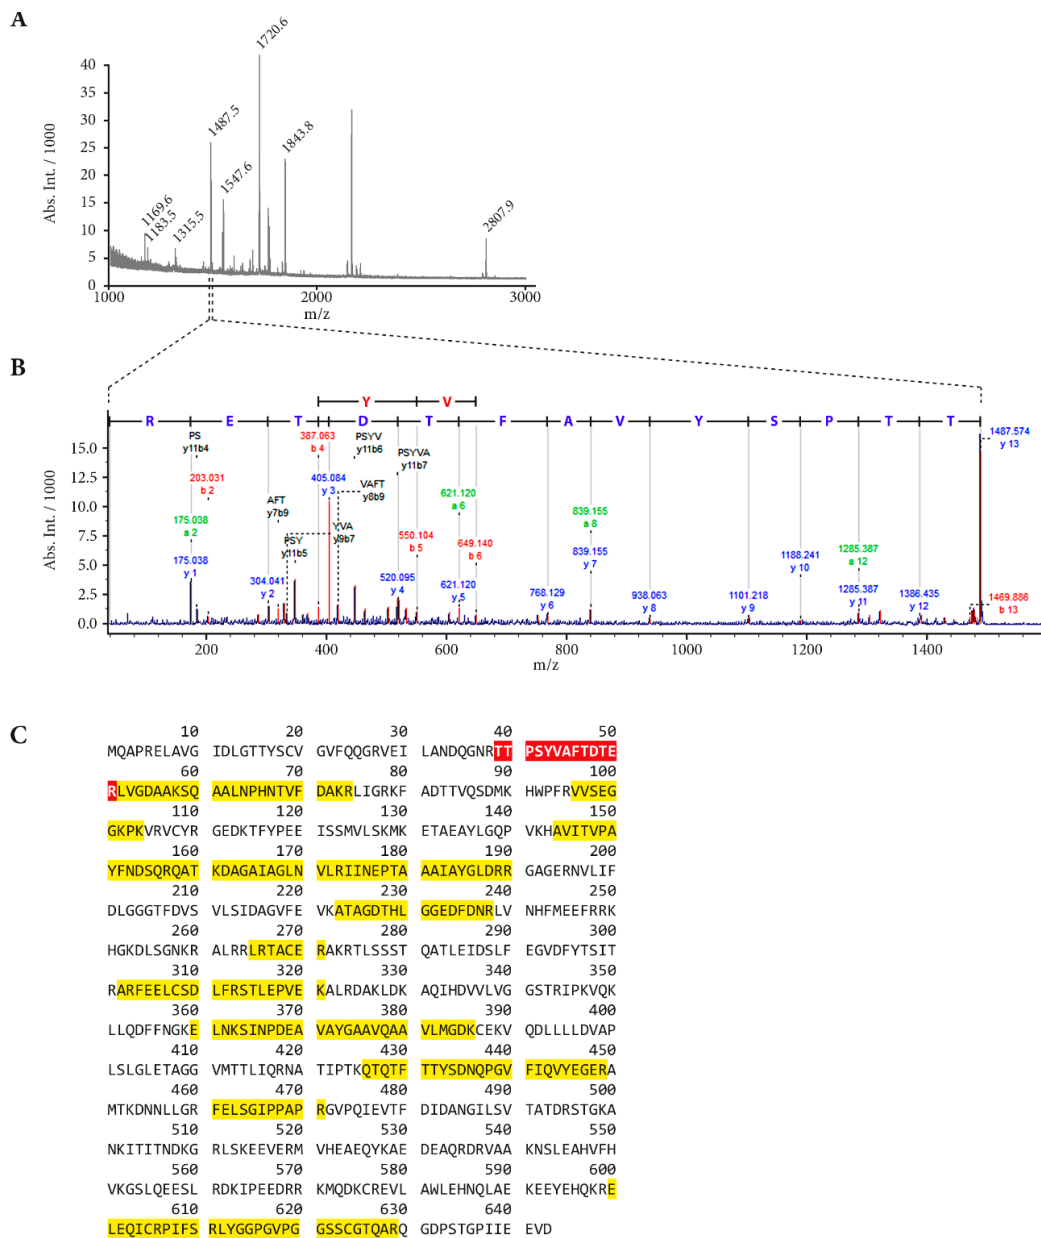 A
Abs. Int. / 1000
40
35
30
25
20
15
10
5
0
1169.6
1183.5
1315.5
1487.5
1547.6
1720.6
1843.8
2807.9
1000
2000
3000
m/z
B
Y V
R E T D T F A V Y S P T T
Abs. Int. / 1000
15.0
12.5
10.0
7.5
5.0
2.5
0.0
PS
y11b4
203.031
b 2
175.038
a 2
175.038
y 1
AFT
y7b9
304.041
y 2
PSY
y11b5
387.063
b 4
405.084
y 3
YVA
y9b7
PSYV
y11b6
VAFT
y8b9
PSYVA
y11b7
520.095
y 4
550.104
b 5
621.120
a 6
621.120
y 5
649.140
b 6
768.129
y 6
839.155
a 8
839.155
y 7
938.063
y 8
1101.218
y 9
1188.241
y 10
1285.387
a 12
1285.387
y 11
1386.435
y 12
1487.574
y 13
1469.886
b 13
200
400
600
800
1000
1200
1400
m/z
C
10 20 30 40 50
MQAPRELAVG IDLGTTYSCV GVFQQGRVEI LANDQGNRTT PSYVAFTDTE
60 70 80 90 100
RLVGDAAKSQ AALNPHNTVF DAKRLIGRKF ADTTVQSDMK HWPFRVVSEG
110 120 130 140 150
GKPKVRVCYR GEDKTFYPEE ISSMVLSKMK ETAEAYLGQP VKHAVITVPA
160 170 180 190 200
YFNDSQRQAT KDAGAIAGLN VLRIINEPTA AAIAYGLDRR GAGERNVLIF
210 220 230 240 250
DLGGGTFDVS VLSIDAGVFE VKATAGDTHL GGEDFDNRLV NHFMEEFRRK
260 270 280 290 300
HGKDLSGNKR ALRRLRTACE RAKRTLSSST QATLEIDSLF EGVDFYTSIT
310 320 330 340 350
RARFEELCSD LFRSTLEPVE KALRDAKLDK AQIHDVVLVG GSTRIPKVQK
360 370 380 390 400
LLQDFFNGKE LNKSINPDEA VAYGAAVQAA VLMGDKCEKV QDLLLLDVAP
410 420 430 440 450
LSLGLETAGG VMTTLIQRNA TIPTKQTQTF TTYSDNQPGV FIQVYEGERA
460 470 480 490 500
MTKDNNLLGR FELSGIPPAP RGVPQIEVTF DIDANGILSV TATDRSTGKA
510 520 530 540 550
NKITITNDKG RLSKEEVERM VHEAEQYKAE DEAQRDRVAA KNSLEAHVFH
560 570 580 590 600
VKGSLQEESL RDKIPEEDRR KMQDKCREVL AWLEHNQLAE KEEYEHQKRE
610 620 630 640
LEQICRPIFS RLYGGPGVPG GSSCGTQARQ GDPSTGPIIE EVD